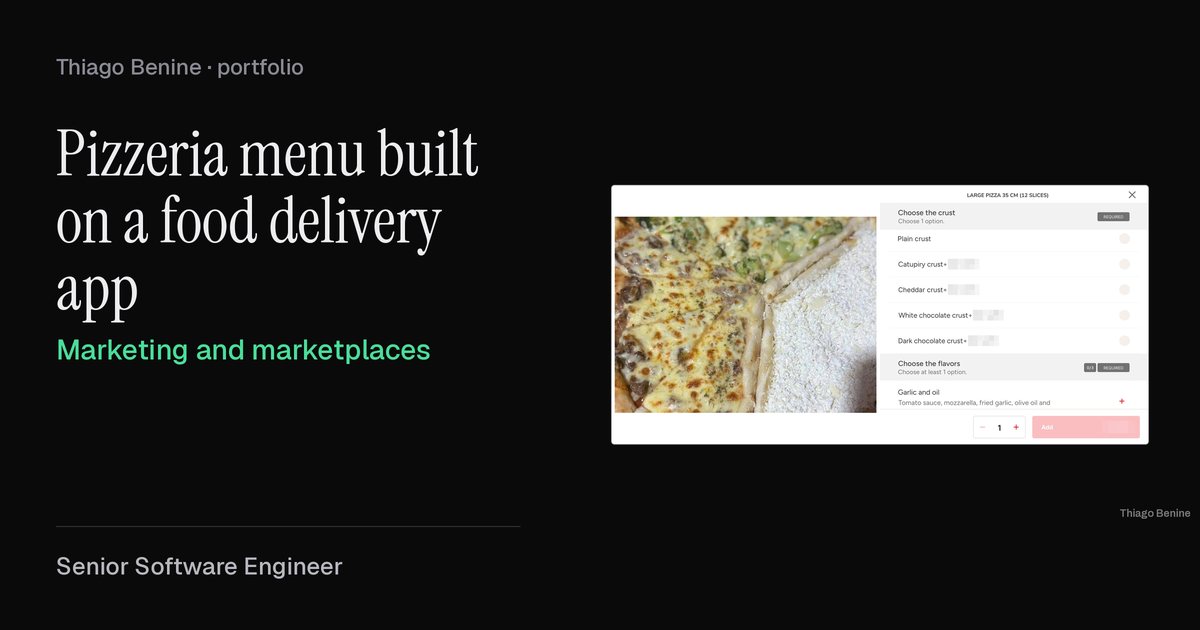 Thiago Benine · portfolio
Pizzeria menu built
on a food delivery
app
Marketing and marketplaces
Senior Software Engineer
LARGE PIZZA 35 CM (12 SLICES)
Choose the crust
Choose 1 option.
REQUIRED
Plain crust
Catupiry crust+
Cheddar crust+
White chocolate crust+
Dark chocolate crust+
Choose the flavors
Choose at least 1 option.
REQUIRED
Garlic and oil
Tomato sauce, mozzarella, fried garlic, olive oil and
1
Add
Thiago Benine